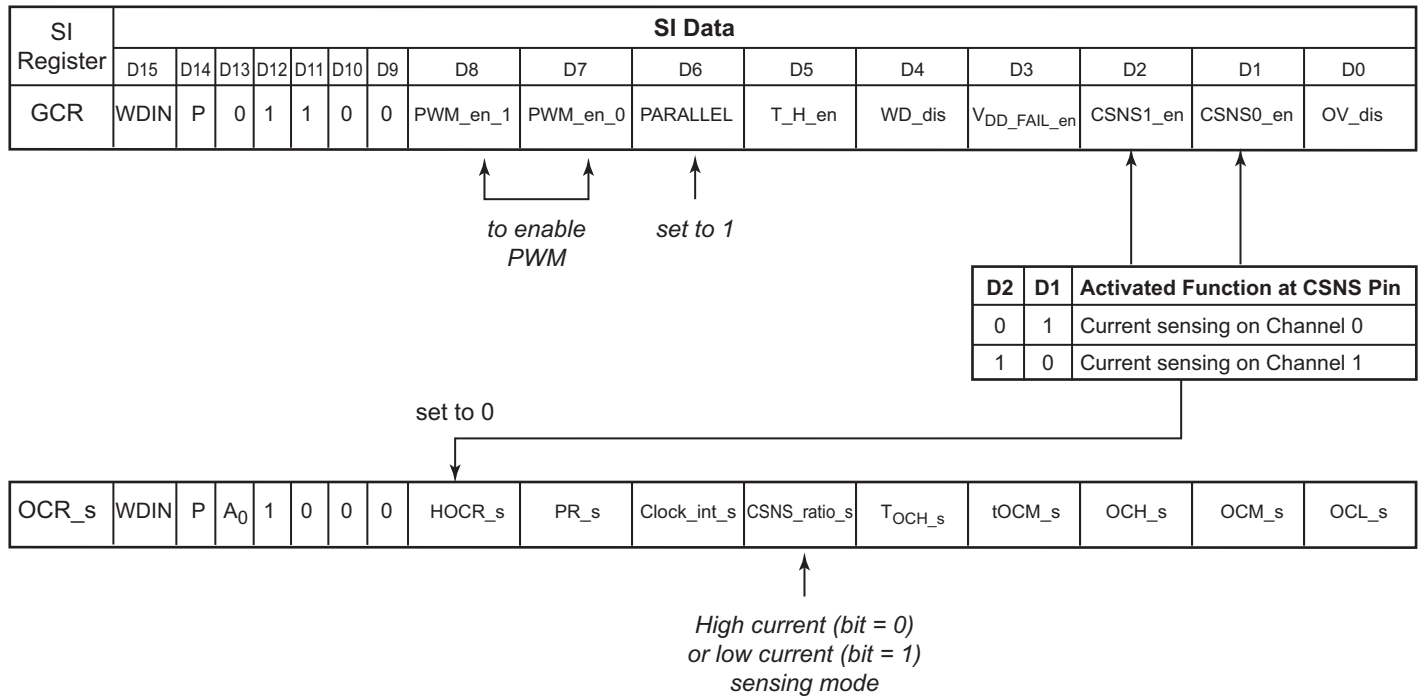 SI Register SI Data
D15 D14 D13 D12 D11 D10 D9 D8 D7 D6 D5 D4 D3 D2 D1 D0
GCR WDIN P 0 1 1 0 0 PWM_en_1 PWM_en_0 PARALLEL T_H_en WD_dis VDD_FAIL_en CSNS1_en CSNS0_en OV_dis
to enable
PWM
set to 1
D2 D1 Activated Function at CSNS Pin
0 1 Current sensing on Channel 0
1 0 Current sensing on Channel 1
set to 0
OCR_s WDIN P A0 1 0 0 0 HOCR_s PR_s Clock_int_s CSNS_ratio_s TOCH_s tOCM_s OCH_s OCM_s OCL_s
High current (bit = 0)
or low current (bit = 1)
sensing mode